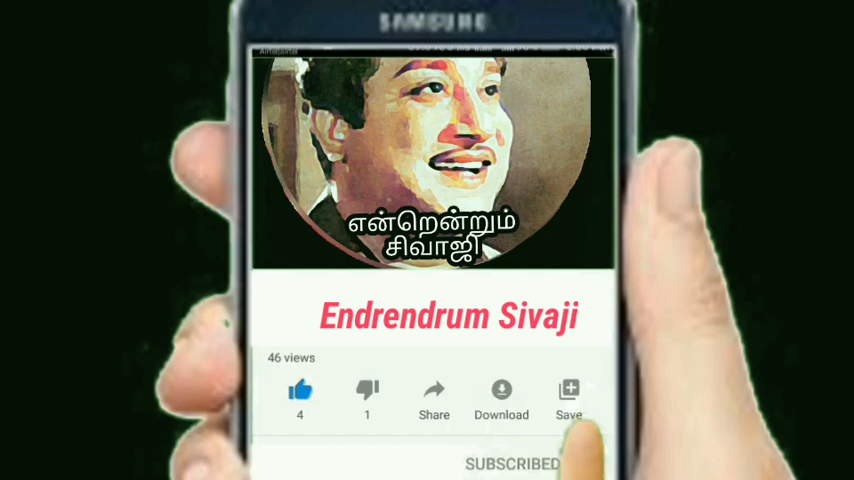 SAMSUNG
என்றென்றும்
சிவாஜி
Endrendrum Sivaji
46 views
4
1
Share
Download
Save
SUBSCRIBED